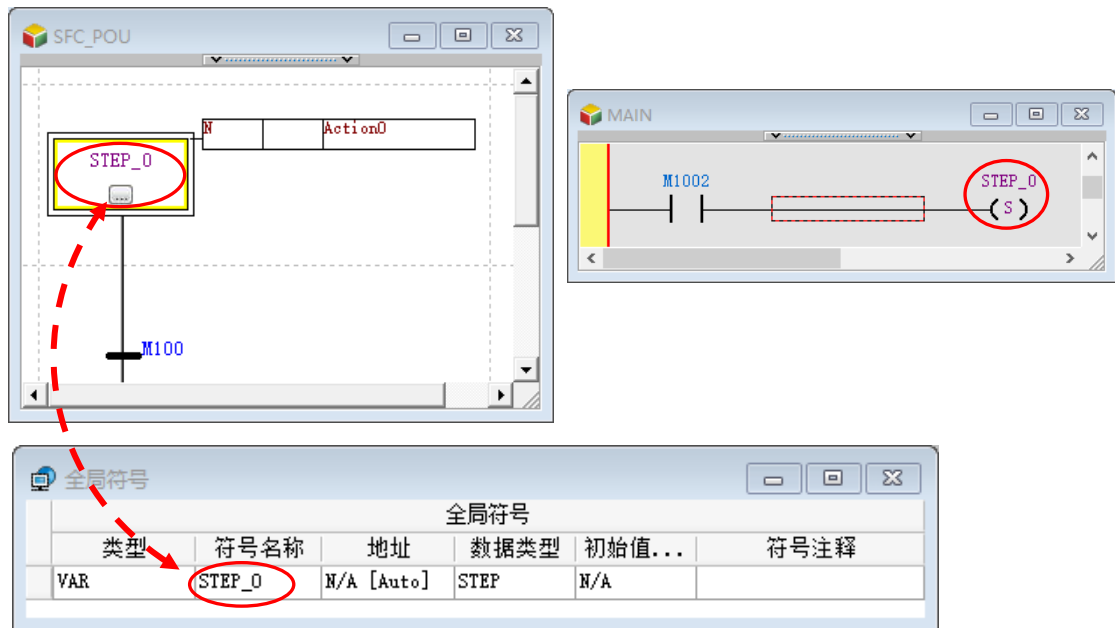 SFC_POU
N Action0
STEP_0
...
M100
MAIN
M1002 STEP_0
S
全局符号
全局符号
类型 符号名称 地址 数据类型 初始值... 符号注释
VAR STEP_0 N/A [Auto] STEP N/A